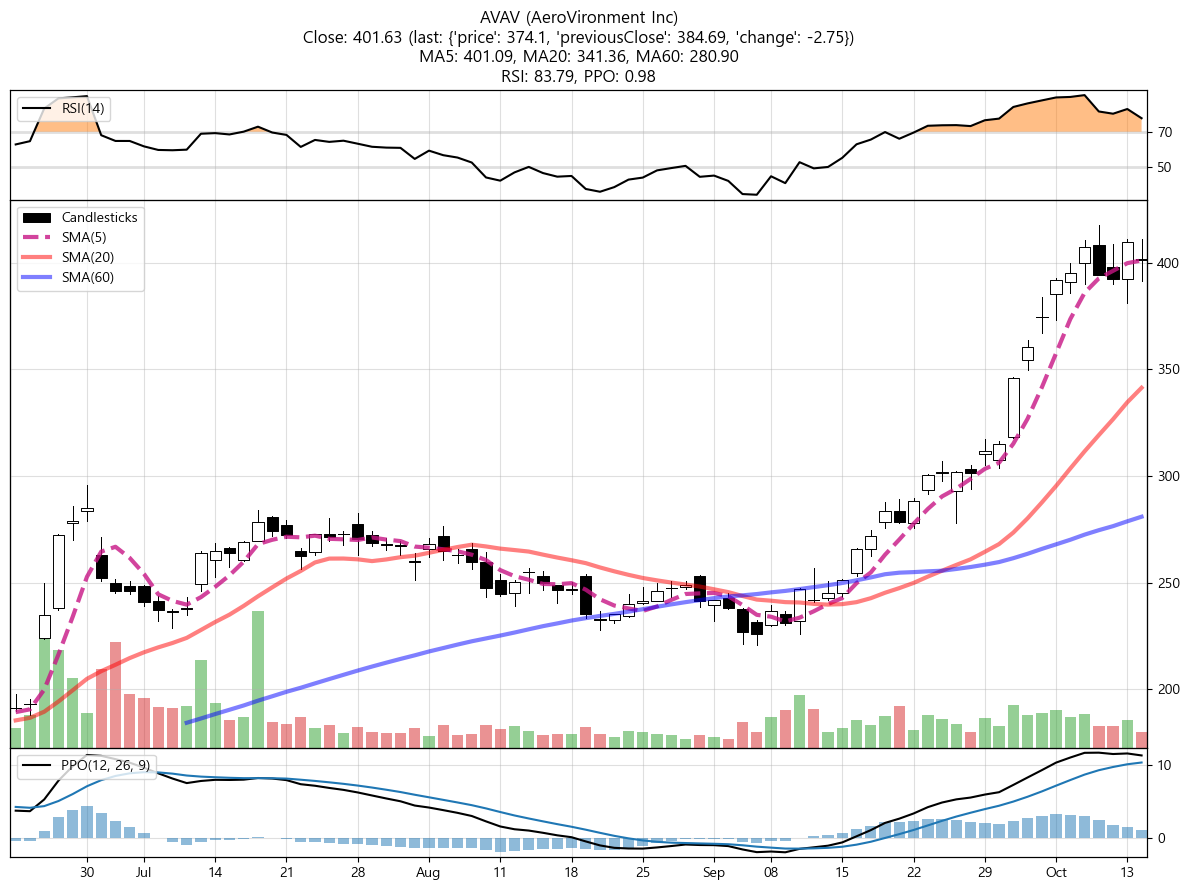 AVAV (AeroVironment Inc)
Close: 401.63 (last: {'price': 374.1, 'previousClose': 384.69, 'change': -2.75})
MA5: 401.09, MA20: 341.36, MA60: 280.90
RSI: 83.79, PPO: 0.98
RSI(14)
70
50
Candlesticks
SMA(5)
SMA(20)
SMA(60)
400
350
300
250
200
PPO(12, 26, 9)
10
0
30 Jul 14 21 28 Aug 11 18 25 Sep 08 15 22 29 Oct 13